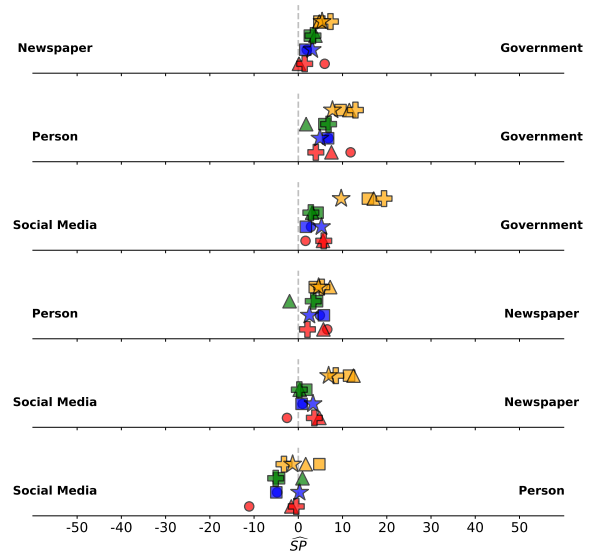 Newspaper Government
Person Government
Social Media Government
Person Newspaper
Social Media Newspaper
Social Media Person
-50 -40 -30 -20 -10 0 10 20 30 40 50
$\widehat{SP}$